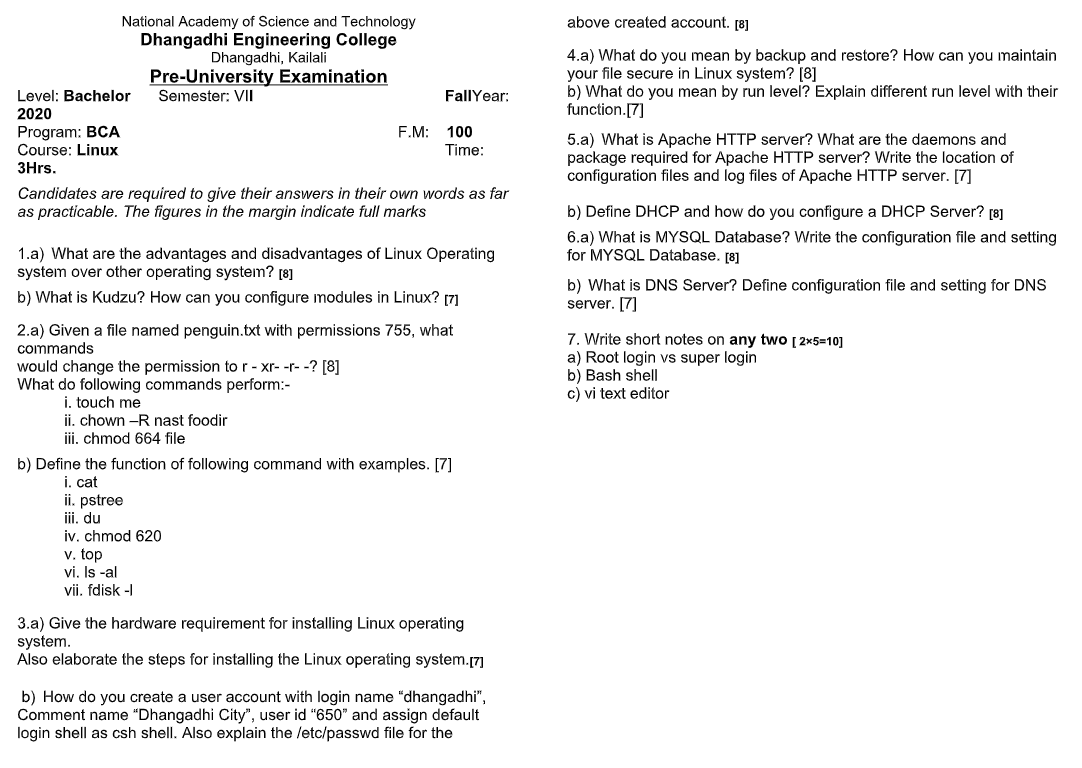 National Academy of Science and Technology
Dhangadhi Engineering College
Dhangadhi, Kailali
Pre-University Examination
Level: Bachelor Semester: VII FallYear:
2020
Program: BCA F.M: 100
Course: Linux Time:
3Hrs.
Candidates are required to give their answers in their own words as far
as practicable. The figures in the margin indicate full marks
1.a) What are the advantages and disadvantages of Linux Operating
system over other operating system? [8]
b) What is Kudzu? How can you configure modules in Linux? [7]
2.a) Given a file named penguin.txt with permissions 755, what
commands
would change the permission to r - xr- -r- -? [8]
What do following commands perform:-
i. touch me
ii. chown –R nast foodir
iii. chmod 664 file
b) Define the function of following command with examples. [7]
i. cat
ii. pstree
iii. du
iv. chmod 620
v. top
vi. ls -al
vii. fdisk -l
3.a) Give the hardware requirement for installing Linux operating
system.
Also elaborate the steps for installing the Linux operating system.[7]
b) How do you create a user account with login name “dhangadhi”,
Comment name “Dhangadhi City”, user id “650” and assign default
login shell as csh shell. Also explain the /etc/passwd file for the
above created account. [8]
4.a) What do you mean by backup and restore? How can you maintain
your file secure in Linux system? [8]
b) What do you mean by run level? Explain different run level with their
function.[7]
5.a) What is Apache HTTP server? What are the daemons and
package required for Apache HTTP server? Write the location of
configuration files and log files of Apache HTTP server. [7]
b) Define DHCP and how do you configure a DHCP Server? [8]
6.a) What is MYSQL Database? Write the configuration file and setting
for MYSQL Database. [8]
b) What is DNS Server? Define configuration file and setting for DNS
server. [7]
7. Write short notes on any two [ 2×5=10]
a) Root login vs super login
b) Bash shell
c) vi text editor